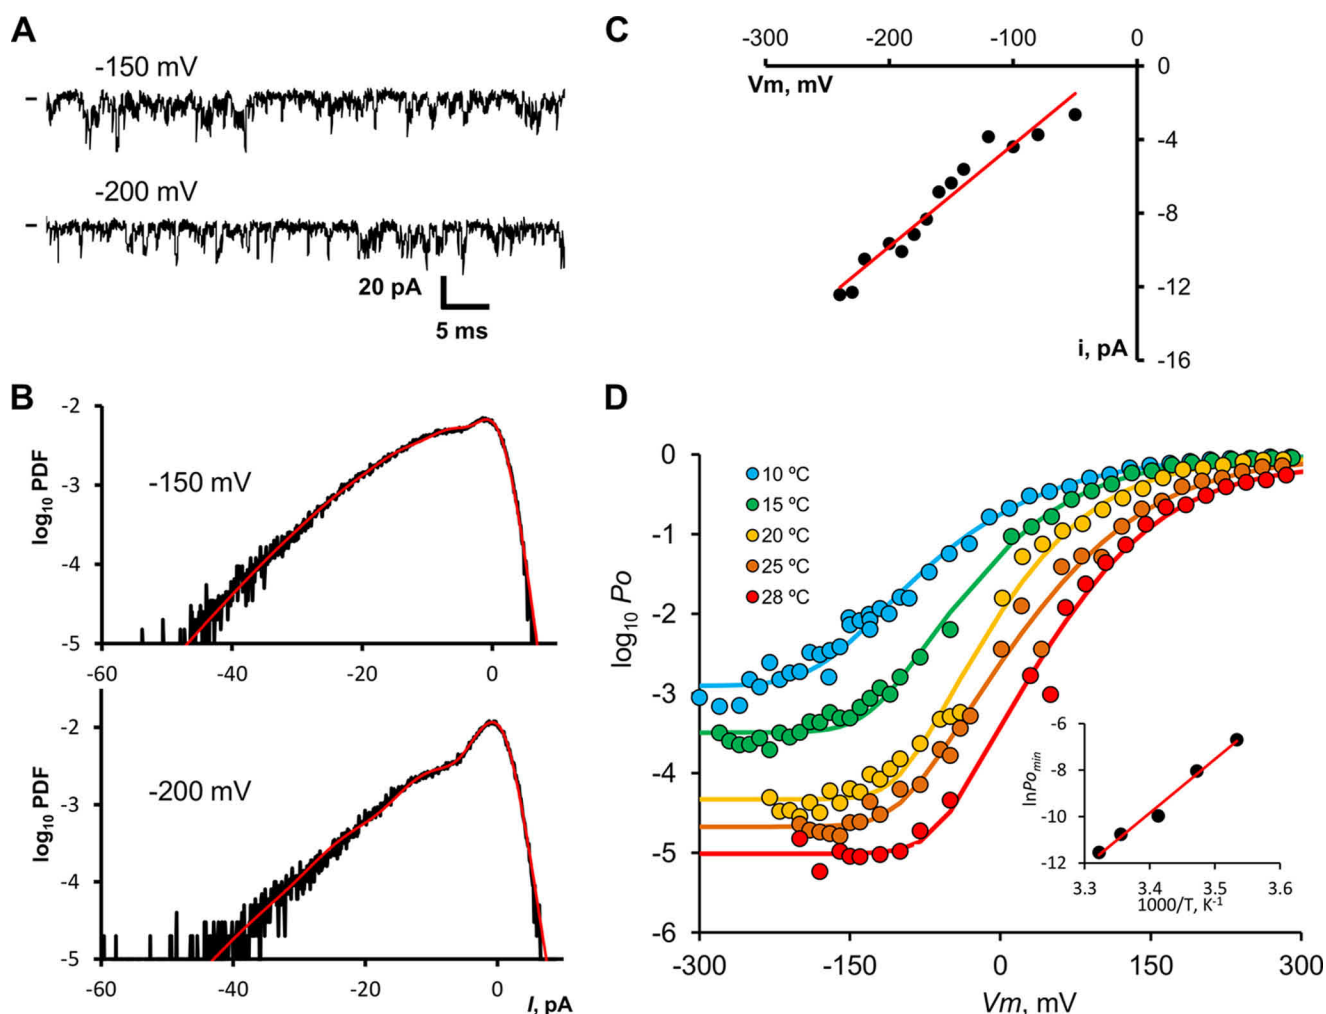 A
-150 mV
-200 mV
20 pA
5 ms
C
-300 -200 -100 0
Vm, mV
0
-4
-8
-12
-16
i, pA
B
-2
-3
-4
-5
log10 PDF
-150 mV
-60 -40 -20 0
-2
-3
-4
-5
log10 PDF
-200 mV
-60 -40 -20 0
I, pA
D
0
-1
-2
-3
-4
-5
-6
log10 Po
10 ºC
15 ºC
20 ºC
25 ºC
28 ºC
-300 -150 0 150 300
Vm, mV
-6
-8
-10
-12
lnPomin
3.3 3.4 3.5 3.6
1000/T, K-1